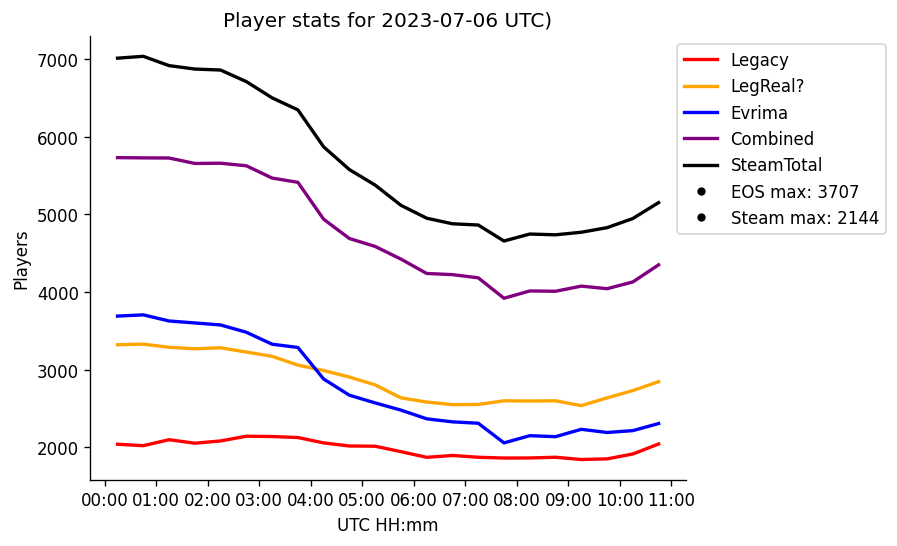 Player stats for 2023-07-06 UTC)
7000
6000
5000
4000
3000
2000
Players
00:00 01:00 02:00 03:00 04:00 05:00 06:00 07:00 08:00 09:00 10:00 11:00
UTC HH:mm
Legacy
LegReal?
Evrima
Combined
SteamTotal
EOS max: 3707
Steam max: 2144